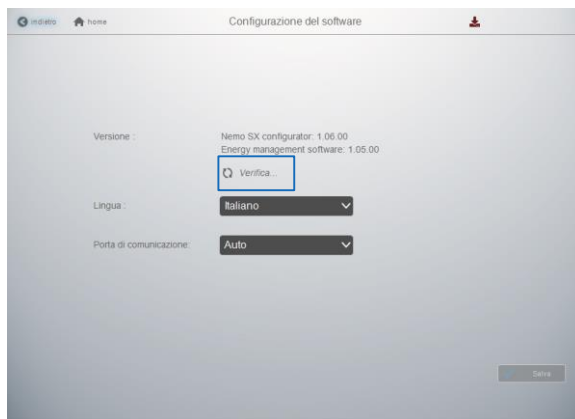 indietro home Configurazione del software
Versione : Nemo SX configurator: 1.06.00
Energy management software: 1.05.00
Verifica...
Lingua : Italiano
Porta di comunicazione: Auto
Salva